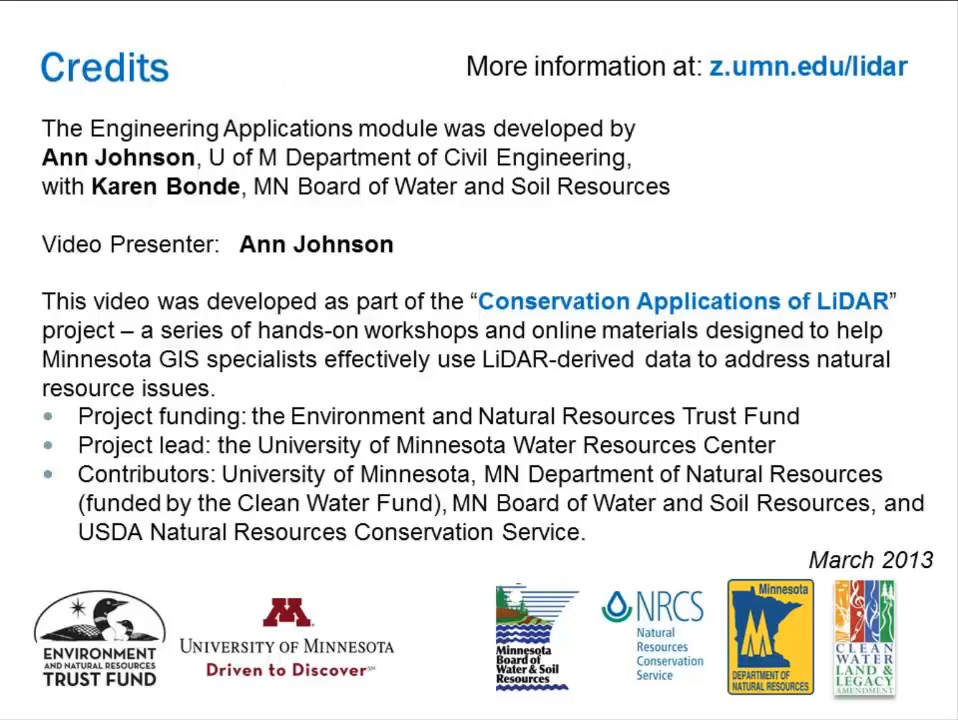 Credits
More information at: z.umn.edu/lidar
The Engineering Applications module was developed by
Ann Johnson, U of M Department of Civil Engineering,
with Karen Bonde, MN Board of Water and Soil Resources
Video Presenter: Ann Johnson
This video was developed as part of the “Conservation Applications of LiDAR”
project – a series of hands-on workshops and online materials designed to help
Minnesota GIS specialists effectively use LiDAR-derived data to address natural
resource issues.
• Project funding: the Environment and Natural Resources Trust Fund
• Project lead: the University of Minnesota Water Resources Center
• Contributors: University of Minnesota, MN Department of Natural Resources
(funded by the Clean Water Fund), MN Board of Water and Soil Resources, and
USDA Natural Resources Conservation Service.
March 2013
ENVIRONMENT
AND NATURAL RESOURCES
TRUST FUND
M
UNIVERSITY OF MINNESOTA
Driven to Discover℠
Minnesota
Board of
Water & Soil
Resources
NRCS
Natural
Resources
Conservation
Service
Minnesota
DEPARTMENT OF
NATURAL RESOURCES
CLEAN
WATER
LAND &
LEGACY
AMENDMENT